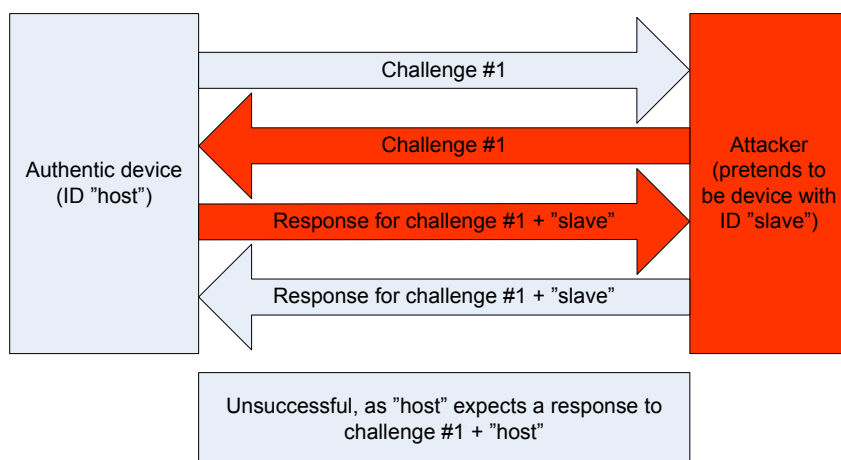 Challenge #1
Challenge #1
Authentic device
(ID "host")
Attacker
(pretends to
be device with
ID "slave")
Response for challenge #1 + "slave"
Response for challenge #1 + "slave"
Unsuccessful, as "host" expects a response to
challenge #1 + "host"